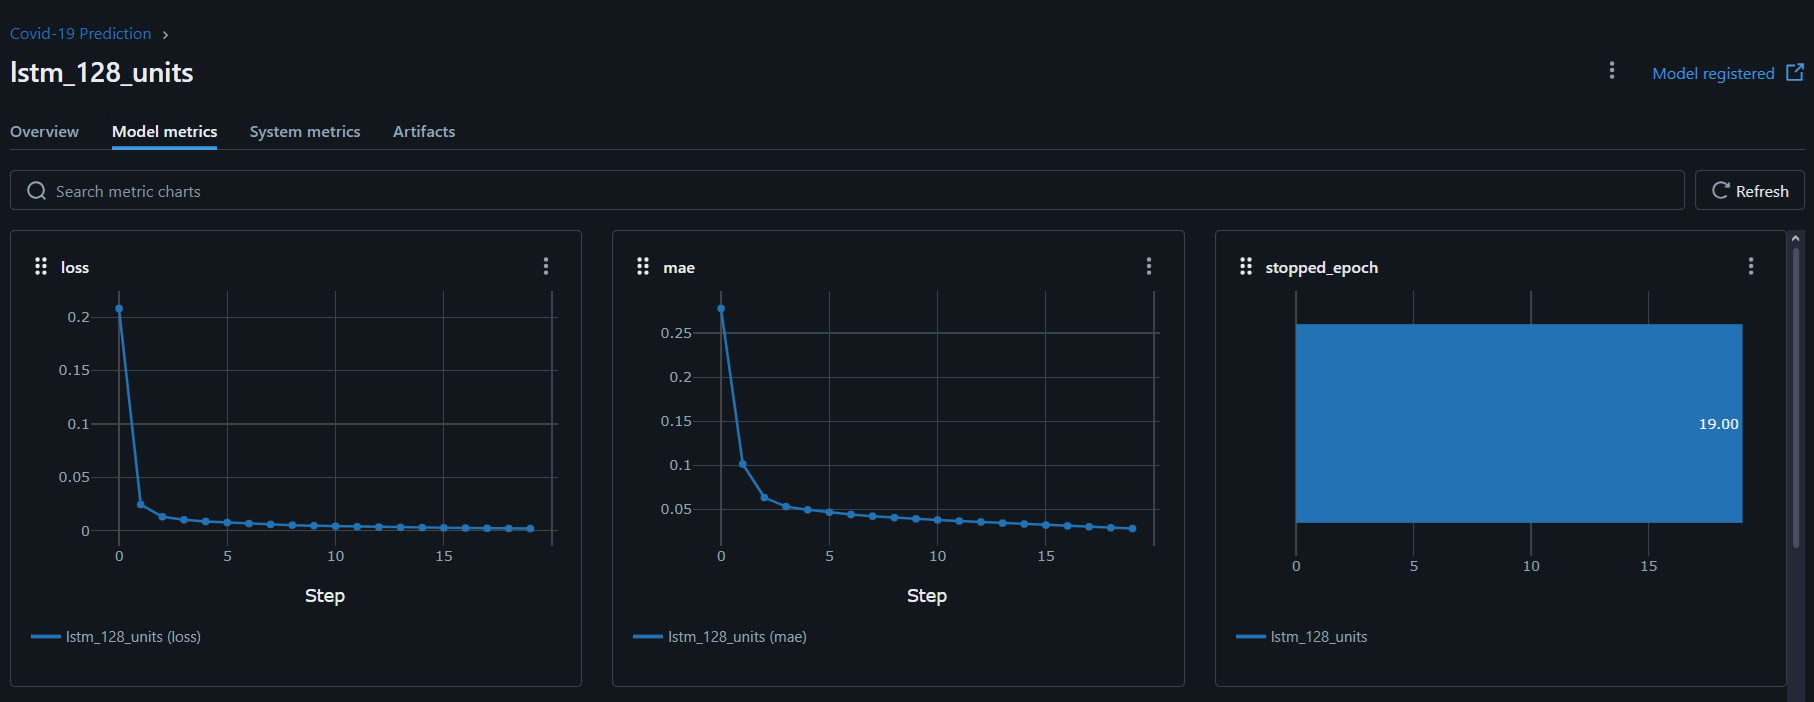 Covid-19 Prediction
lstm_128_units
Model registered
Overview Model metrics System metrics Artifacts
Search metric charts
Refresh
loss
0.2
0.15
0.1
0.05
0
0 5 10 15
Step
lstm_128_units (loss)
mae
0.25
0.2
0.15
0.1
0.05
0 5 10 15
Step
lstm_128_units (mae)
stopped_epoch
19.00
0 5 10 15
lstm_128_units